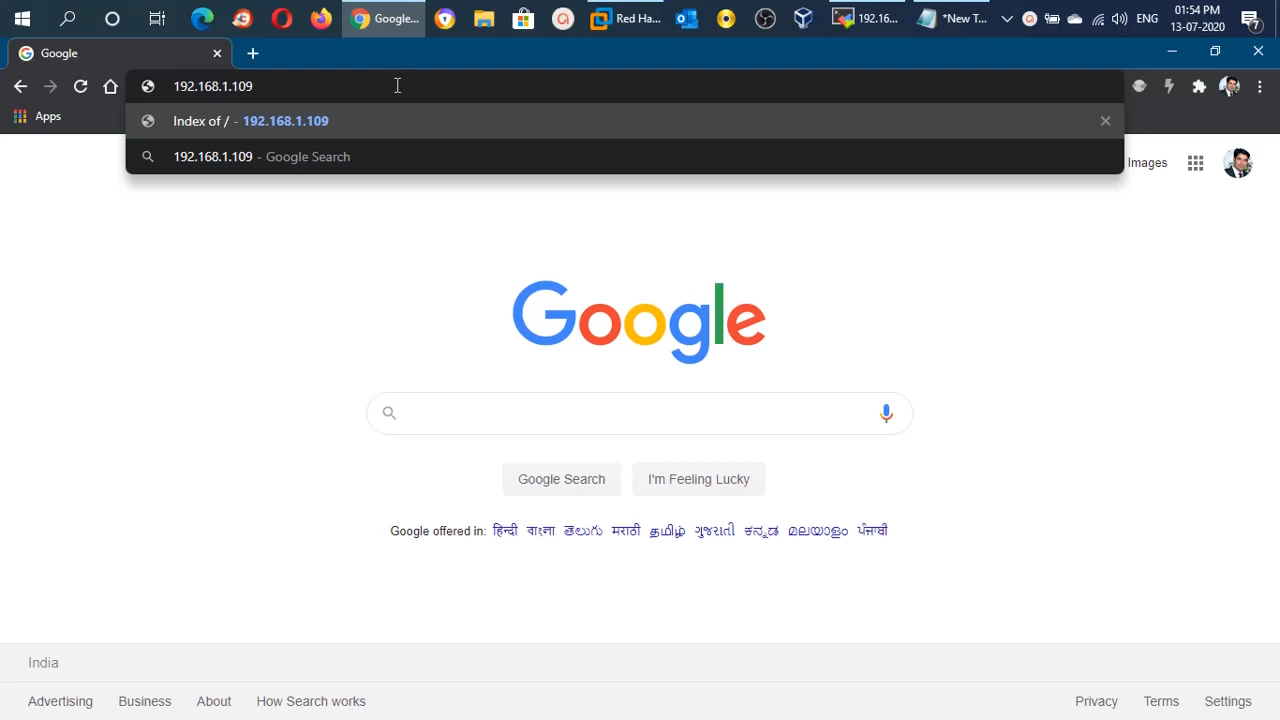 Google...
Red Ha...
192.16...
*New T...
ENG
01:54 PM
13-07-2020
7
Google
192.168.1.109
Apps
Index of / - 192.168.1.109
192.168.1.109 - Google Search
Images
Google
Google Search
I'm Feeling Lucky
Google offered in: हिन्दी বাংলা తెలుగు मराठी தமிழ் ગુજરાતી ಕನ್ನಡ മലയാളം ਪੰਜਾਬੀ
India
Advertising Business About How Search works
Privacy Terms Settings